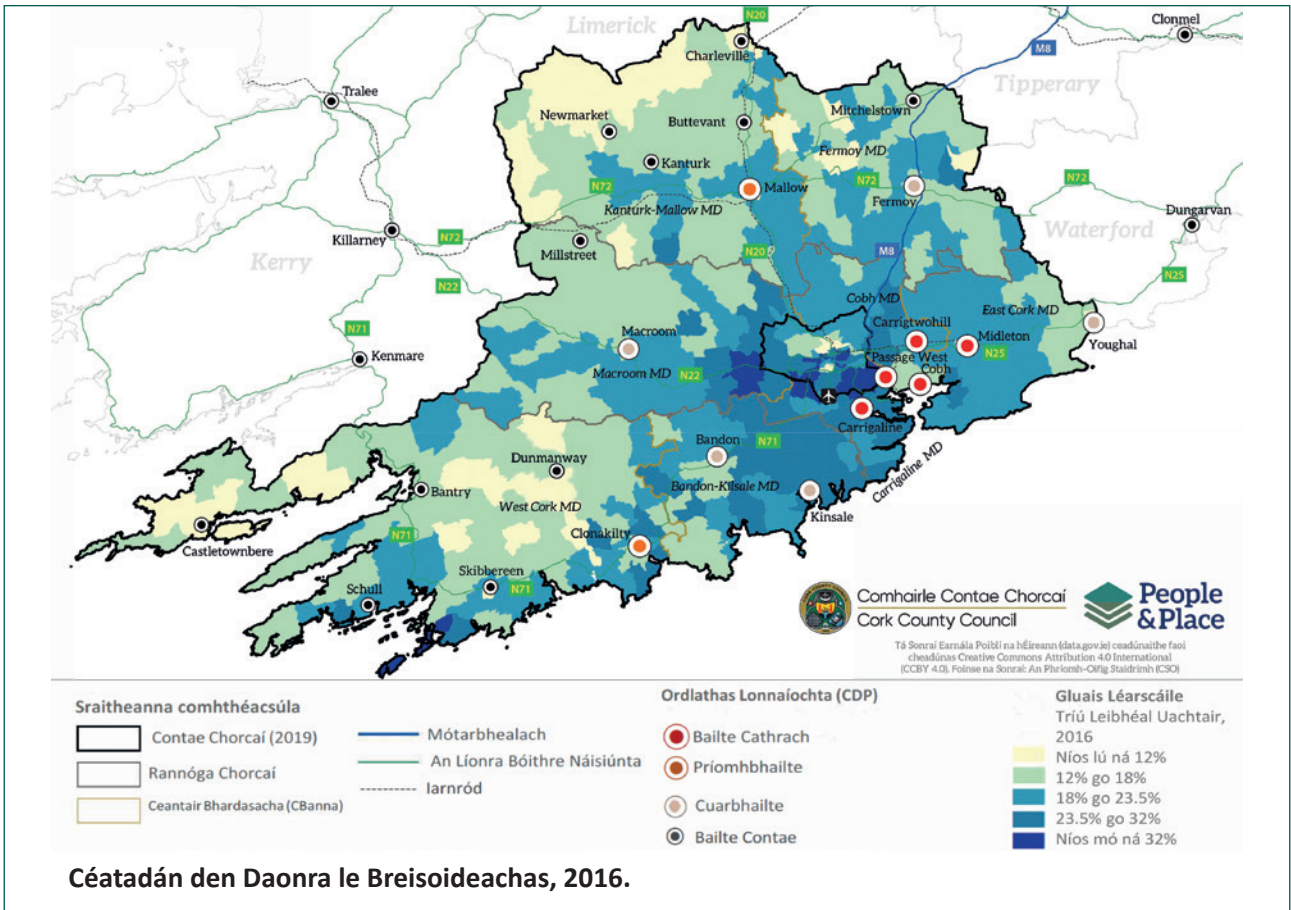 Limerick
N20
Clonmel
Charleville
M8
Tipperary
Tralee
Mitchelstown
Newmarket
Buttevant
Fermoy MD
Kanturk
N72
Mallow
N72
N72
Fermoy
Kanturk-Mallow MD
Dungarvan
Killarney
N72
Millstreet
Waterford
Kerry
N20
M8
N25
N22
Cobh MD
East Cork MD
N71
Macroom
Carrigtwohill
Midleton
Youghal
Kenmare
Passage West
N25
Macroom MD
N22
Cobh
Carrigaline
Bandon
N71
Dunmanway
Carrigaline MD
Bantry
Bandon-Kilsale MD
West Cork MD
Kinsale
Castletownbere
N71
Clonakilty
Skibbereen
N71
Schull
Comhairle Contae Chorcaí
Cork County Council
People
& Place
Tá Sonraí Earnála Poiblí na hÉireann (data.gov.ie) ceadúnaithe faoi
cheadúnas Creative Commons Attribution 4.0 International
(CCBY 4.0). Foinse na Sonraí: An Phríomh-Oifig Staidrimh (CSO)
Sraitheanna comhthéacsúla
Contae Chorcaí (2019)
Rannóga Chorcaí
Ceantair Bhardasacha (CBanna)
Mótarbhealach
An Líonra Bóithre Náisiúnta
Iarnród
Ordlathas Lonnaíochta (CDP)
Bailte Cathrach
Príomhbhailte
Cuarbhailte
Bailte Contae
Gluais Léarscáile
Tríú Leibhéal Uachtair,
2016
Níos lú ná 12%
12% go 18%
18% go 23.5%
23.5% go 32%
Níos mó ná 32%
Céatadán den Daonra le Breisoideachas, 2016.